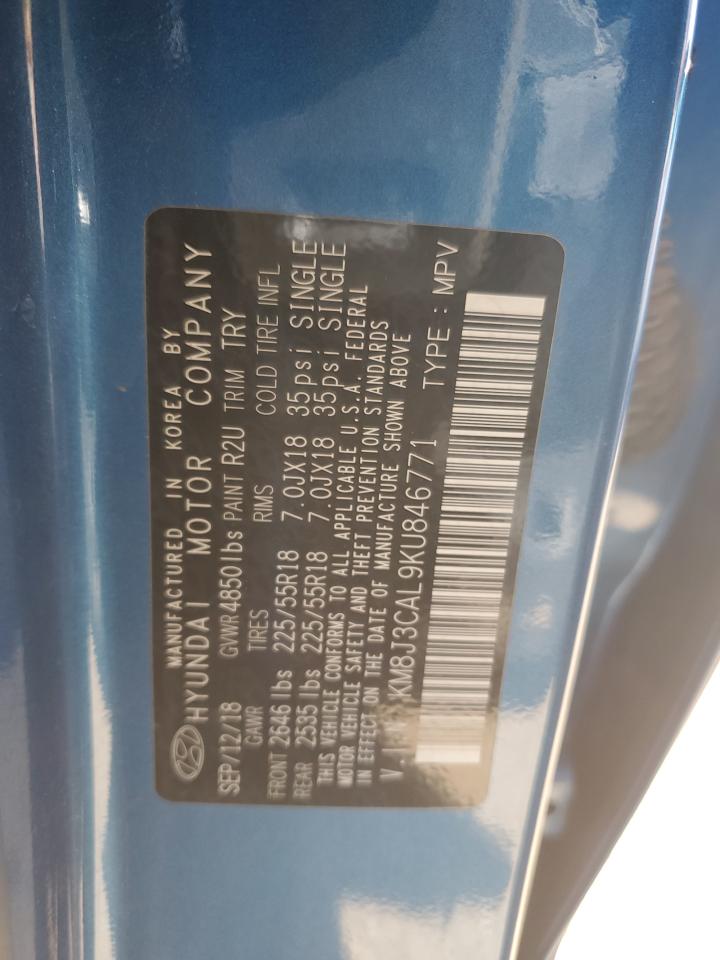 MANUFACTURED IN KOREA BY
HYUNDAI MOTOR COMPANY
SEP/12/18 GVWR 4850 lbs PAINT R2U TRIM TRY
GAWR TIRES RIMS COLD TIRE INFL
FRONT 2646 lbs 225/55R18 7.0JX18 35psi SINGLE
REAR 2535 lbs 225/55R18 7.0JX18 35psi SINGLE
THIS VEHICLE CONFORMS TO ALL APPLICABLE U.S.A. FEDERAL
MOTOR VEHICLE SAFETY AND THEFT PREVENTION STANDARDS
IN EFFECT ON THE DATE OF MANUFACTURE SHOWN ABOVE
KM8J3CAL9KU846771 TYPE : MPV